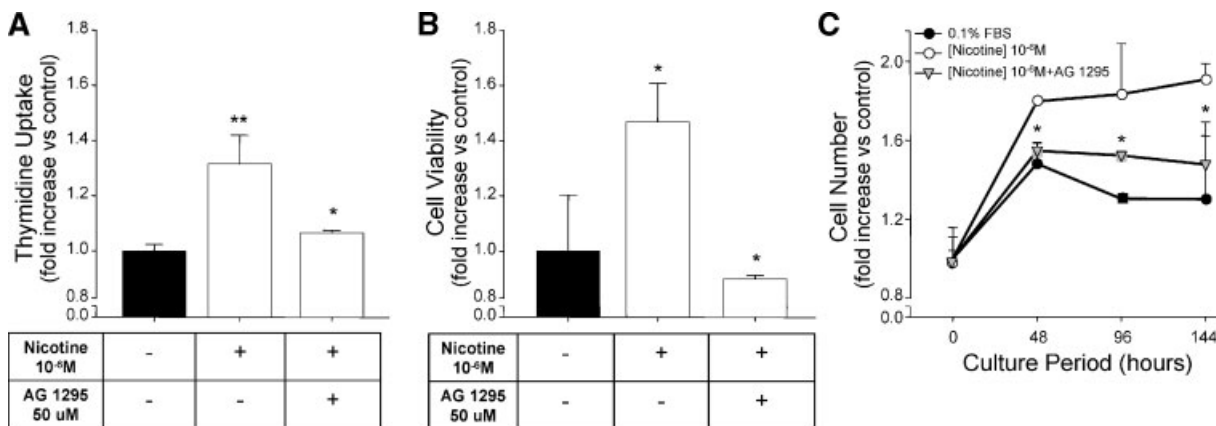 A
Thymidine Uptake
(fold increase vs control)
1.8
1.6
1.4
1.2
1.0
0.8
0.0
**
*
Nicotine
10⁻⁶M
- + +
AG 1295
50 uM
- - +
B
Cell Viability
(fold increase vs control)
1.8
1.6
1.4
1.2
1.0
0.8
0.0
*
*
Nicotine
10⁻⁶M
- + +
AG 1295
50 uM
- - +
C
Cell Number
(fold increase vs control)
0.1% FBS
[Nicotine] 10⁻⁶M
[Nicotine] 10⁻⁶M+AG 1295
2.0
1.6
1.2
0.8
0.0
* * *
0 48 96 144
Culture Period (hours)